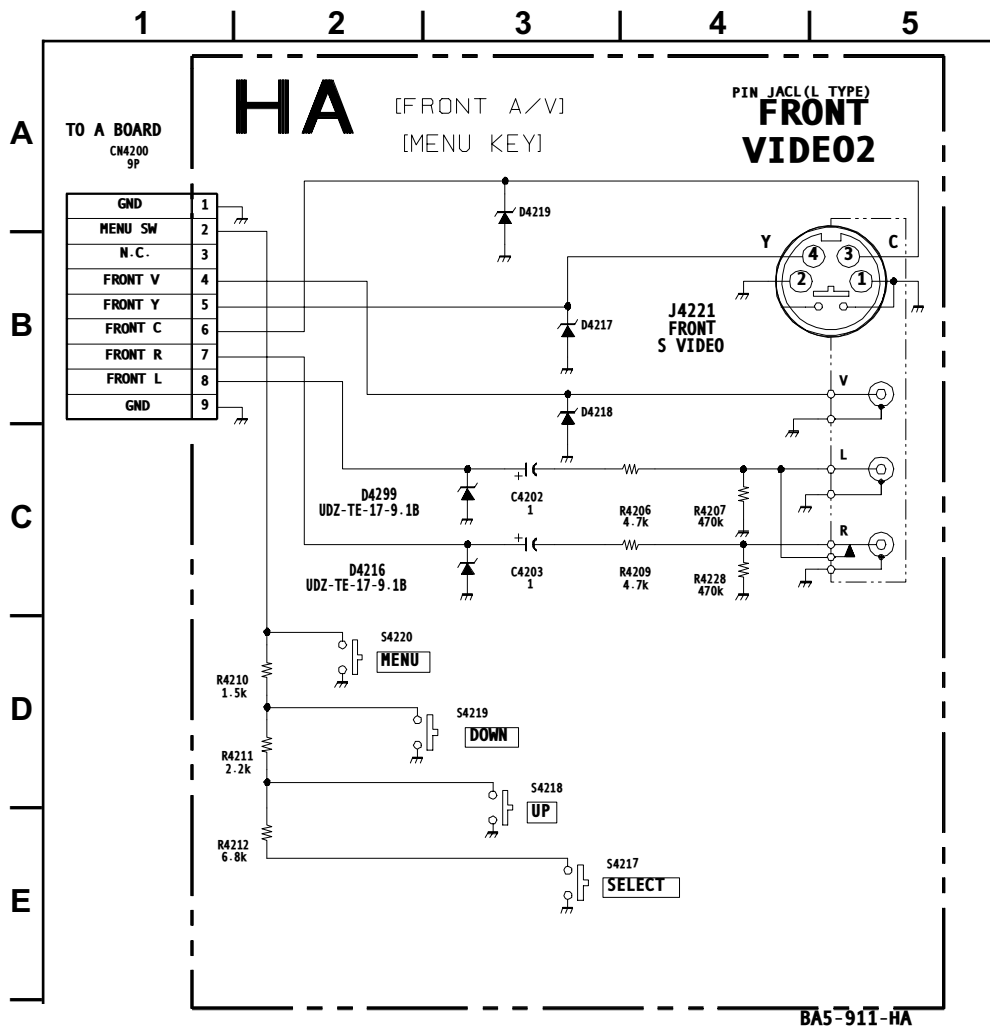 1 2 3 4 5
A
B
C
D
E
HA
[FRONT A/V]
[MENU KEY]
PIN JACL(L TYPE)
FRONT
VIDEO2
TO A BOARD
CN4200
9P
GND 1
MENU SW 2
N.C. 3
FRONT V 4
FRONT Y 5
FRONT C 6
FRONT R 7
FRONT L 8
GND 9
D4219
Y
C
4 3
2 1
D4217
J4221
FRONT
S VIDEO
V
D4218
L
D4299
UDZ-TE-17-9.1B
+
C4202
1
R4206
4.7k
R4207
470k
R
D4216
UDZ-TE-17-9.1B
+
C4203
1
R4209
4.7k
R4228
470k
S4220
MENU
R4210
1.5k
S4219
DOWN
R4211
2.2k
S4218
UP
R4212
6.8k
S4217
SELECT
BA5-911-HA